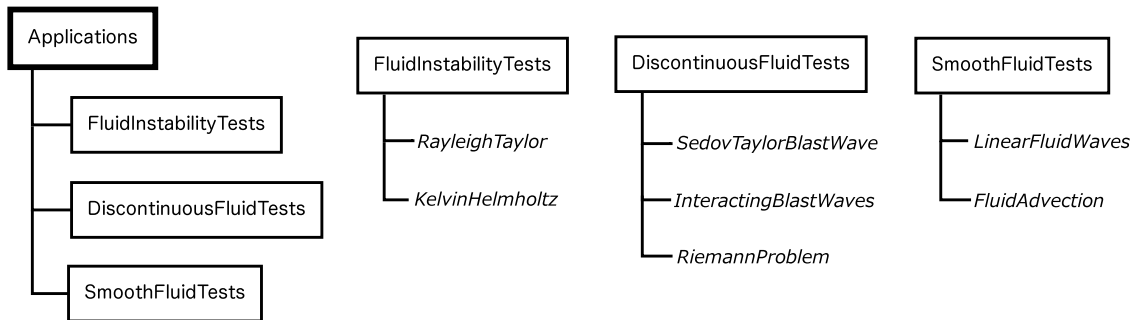 Applications
FluidInstabilityTests
DiscontinuousFluidTests
SmoothFluidTests
FluidInstabilityTests
RayleighTaylor
KelvinHelmholtz
DiscontinuousFluidTests
SedovTaylorBlastWave
InteractingBlastWaves
RiemannProblem
SmoothFluidTests
LinearFluidWaves
FluidAdvection